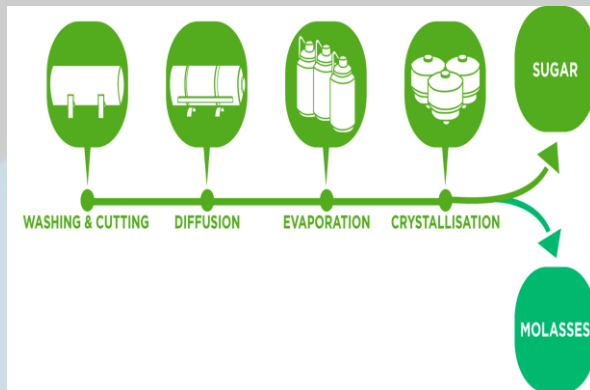 SUGAR
WASHING & CUTTING
DIFFUSION
EVAPORATION
CRYSTALLISATION
MOLASSES